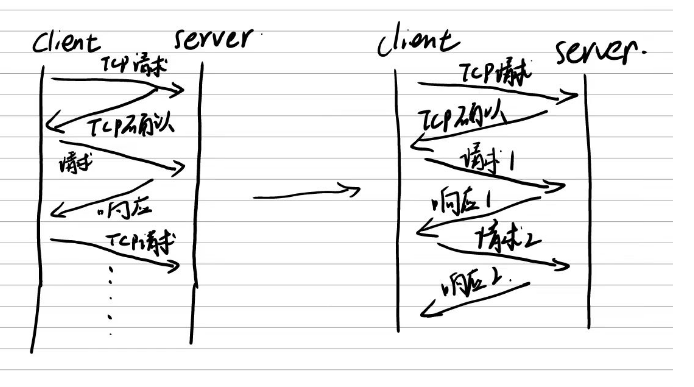 client server.
TCP请求
TCP确认
请求
响应
TCP请求
client server.
TCP请求
TCP确认
请求1
响应1
请求2
响应2.